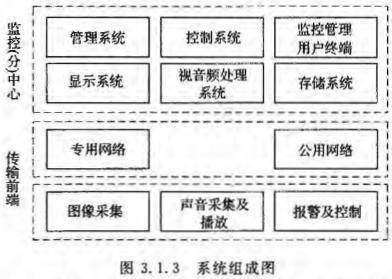 监控(分)中心
管理系统
控制系统
监控管理
用户终端
显示系统
视音频处理
系统
存储系统
传输前端
专用网络
公用网络
图像采集
声音采集及
播放
报警及控制
图 3.1.3 系统组成图